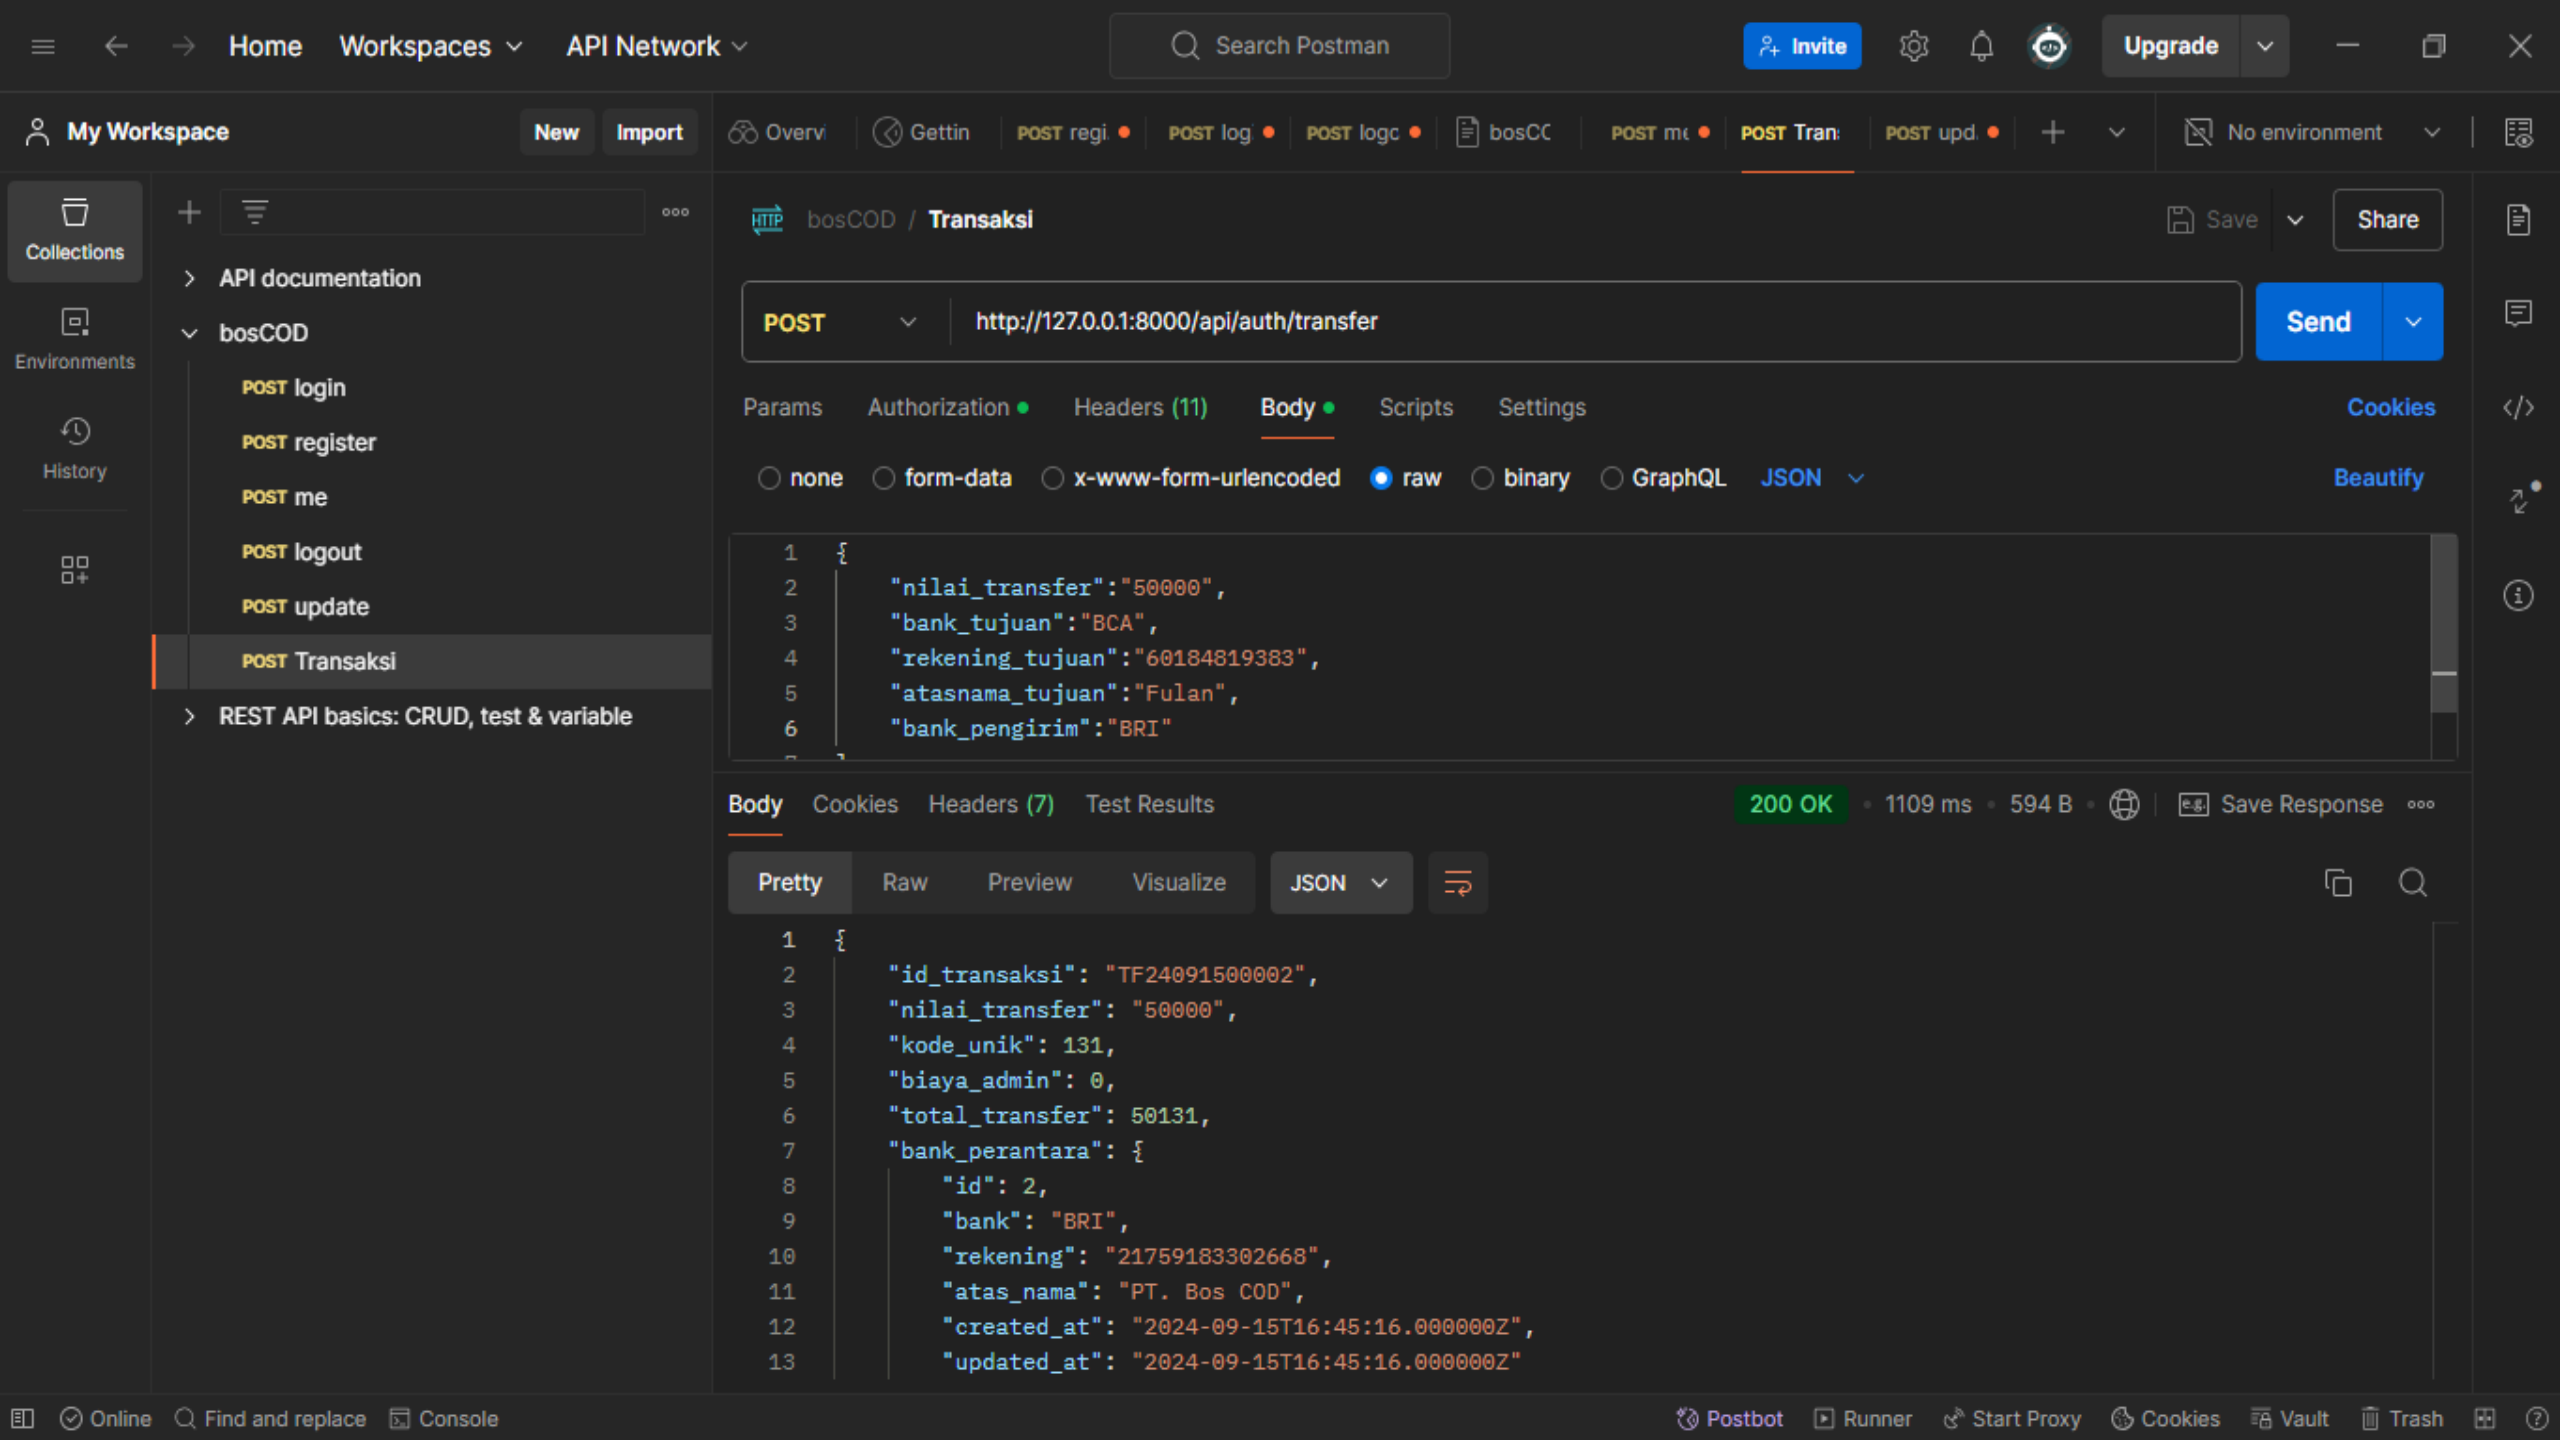 Home Workspaces API Network Search Postman Invite Upgrade
My Workspace New Import Overvi Gettin POST regi. POST log POST logc bosCC POST me POST Tran POST upd. No environment
Collections
Environments
History
API documentation
bosCOD
POST login
POST register
POST me
POST logout
POST update
POST Transaksi
REST API basics: CRUD, test & variable
HTTP bosCOD / Transaksi Save Share
POST http://127.0.0.1:8000/api/auth/transfer Send
Params Authorization Headers (11) Body Scripts Settings Cookies
none form-data x-www-form-urlencoded raw binary GraphQL JSON Beautify
1 {
2 "nilai_transfer":"50000",
3 "bank_tujuan":"BCA",
4 "rekening_tujuan":"60184819383",
5 "atasnama_tujuan":"Fulan",
6 "bank_pengirim":"BRI"
Body Cookies Headers (7) Test Results 200 OK 1109 ms 594 B e.g. Save Response
Pretty Raw Preview Visualize JSON
1 {
2 "id_transaksi": "TF24091500002",
3 "nilai_transfer": "50000",
4 "kode_unik": 131,
5 "biaya_admin": 0,
6 "total_transfer": 50131,
7 "bank_perantara": {
8 "id": 2,
9 "bank": "BRI",
10 "rekening": "21759183302668",
11 "atas_nama": "PT. Bos COD",
12 "created_at": "2024-09-15T16:45:16.000000Z",
13 "updated_at": "2024-09-15T16:45:16.000000Z"
Online Find and replace Console Postbot Runner Start Proxy Cookies Vault Trash